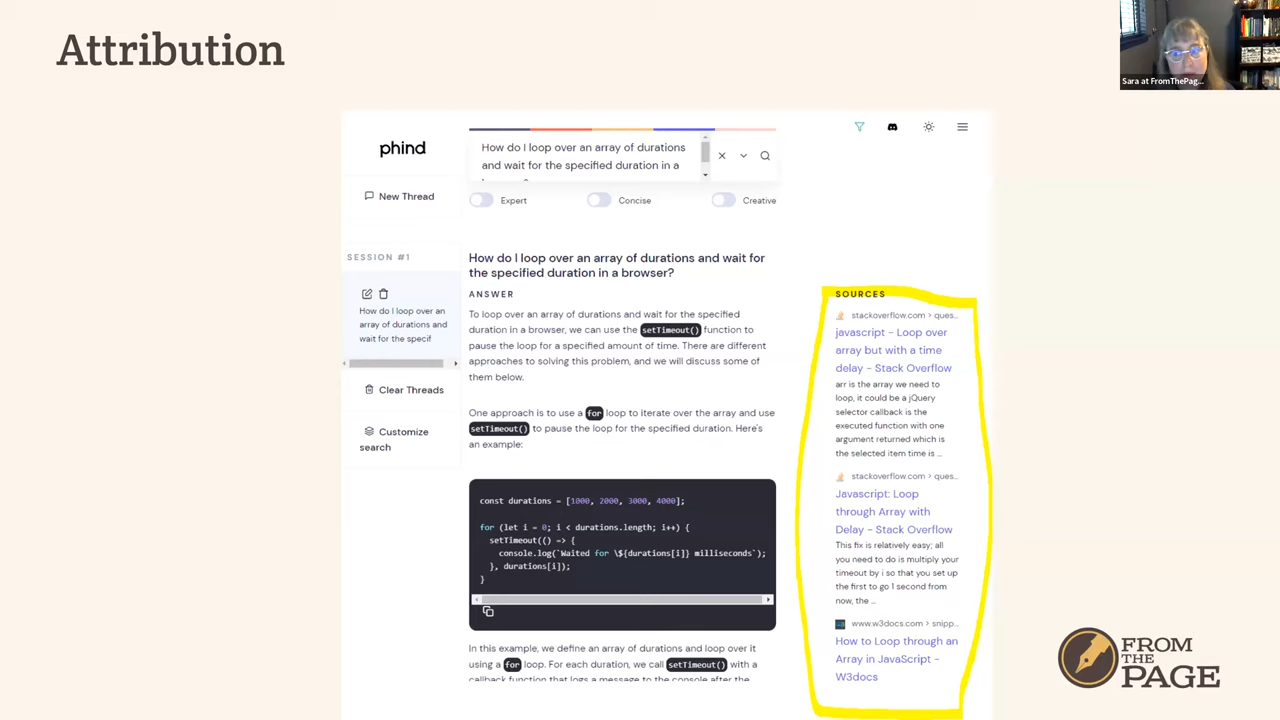 Attribution
Sara at FromThePag...
phind
New Thread
How do I loop over an array of durations
and wait for the specified duration in a
Expert
Concise
Creative
SESSION #1
How do I loop over an
array of durations and
wait for the specif
Clear Threads
Customize
search
How do I loop over an array of durations and wait for
the specified duration in a browser?
ANSWER
To loop over an array of durations and wait for the specified
duration in a browser, we can use the setTimeout() function to
pause the loop for a specified amount of time. There are different
approaches to solving this problem, and we will discuss some of
them below.
One approach is to use a for loop to iterate over the array and use
setTimeout() to pause the loop for the specified duration. Here's
an example:
const durations = [1000, 2000, 3000, 4000];
for (let i = 0; i < durations.length; i++) {
setTimeout(() => {
console.log(`Waited for \${durations[i]} milliseconds`);
}, durations[i]);
}
In this example, we define an array of durations and loop over it
using a for loop. For each duration, we call setTimeout() with a
callback function that logs a message to the console after the
SOURCES
stackoverflow.com > ques...
javascript - Loop over
array but with a time
delay - Stack Overflow
arr is the array we need to
loop, it could be a jQuery
selector callback is the
executed function with one
argument returned which is
the selected item time is ...
stackoverflow.com > ques...
Javascript: Loop
through Array with
Delay - Stack Overflow
This fix is relatively easy; all
you need to do is multiply your
timeout by i so that you set up
the first to go 1 second from
now, the ...
www.w3docs.com > snipp...
How to Loop through an
Array in JavaScript -
W3docs
FROM
THE
PAGE